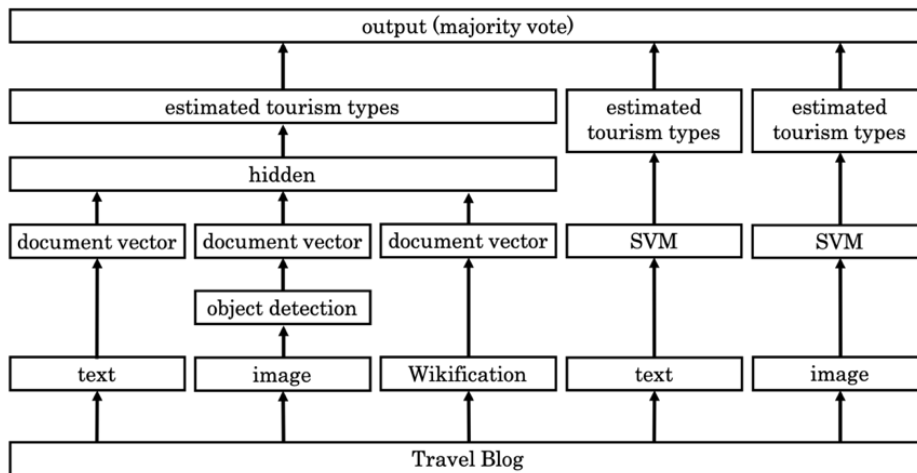 output (majority vote)
estimated tourism types
estimated
tourism types
estimated
tourism types
hidden
document vector
document vector
document vector
SVM
SVM
object detection
text
image
Wikification
text
image
Travel Blog